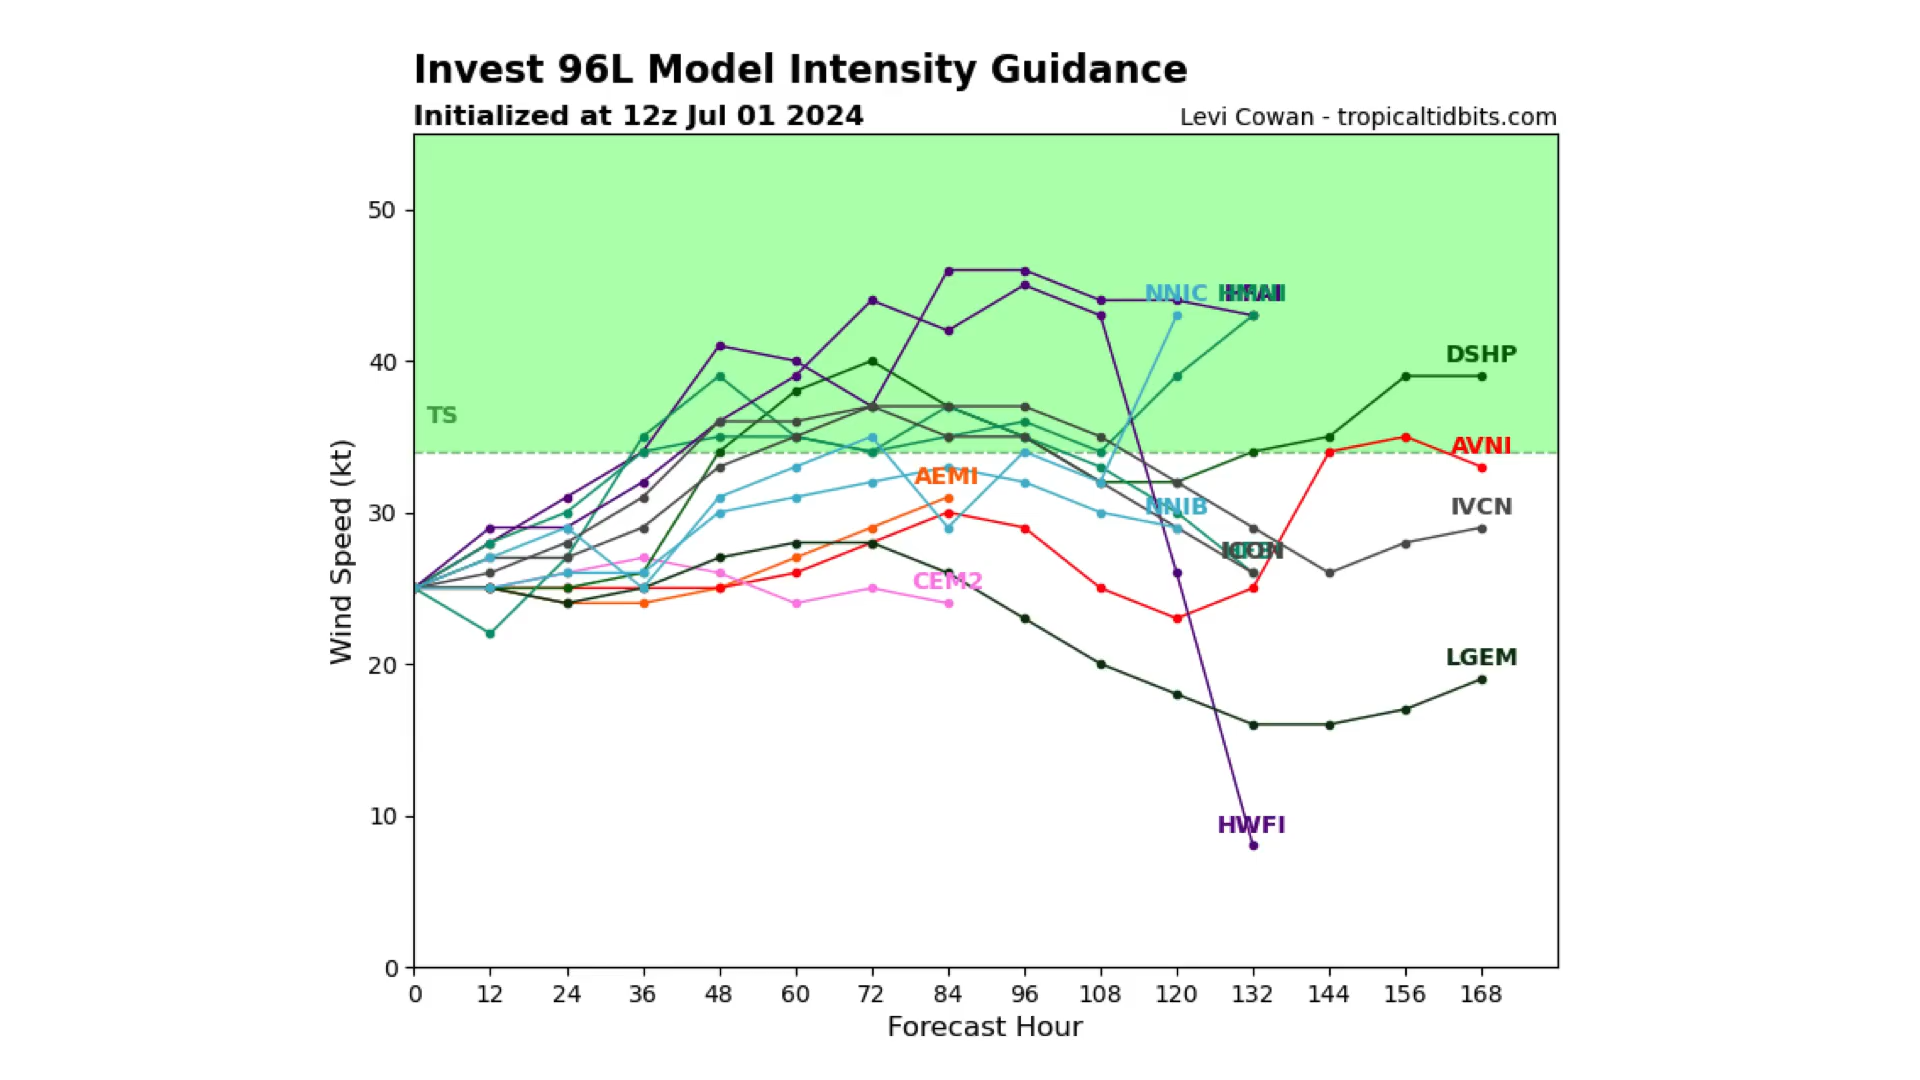 Invest 96L Model Intensity Guidance
Initialized at 12z Jul 01 2024
Levi Cowan - tropicaltidbits.com
Wind Speed (kt)
50
40
30
20
10
0
TS
NNIC
DSHP
AVNI
AEMI
NNIB
IVCN
CEM2
LGEM
HWFI
0 12 24 36 48 60 72 84 96 108 120 132 144 156 168
Forecast Hour